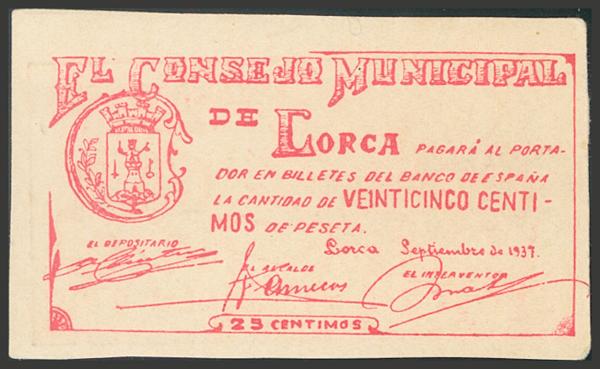 EL CONSEJO MUNICIPAL
DE LORCA PAGARÁ AL PORTA-
DOR EN BILLETES DEL BANCO DE ESPAÑA
LA CANTIDAD DE VEINTICINCO CENTI-
MOS DE PESETA.
Lorca Septiembre de 1937.
EL DEPOSITARIO
EL ALCALDE
EL INTERVENTOR
25 CENTIMOS